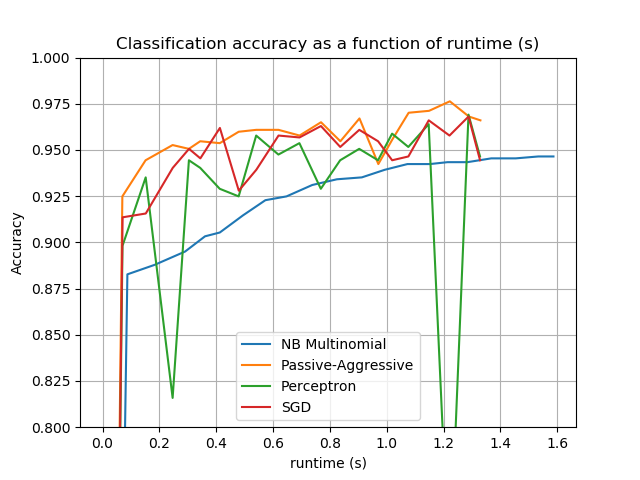 Classification accuracy as a function of runtime (s)
Accuracy
1.000
0.975
0.950
0.925
0.900
0.875
0.850
0.825
0.800
NB Multinomial
Passive-Aggressive
Perceptron
SGD
0.0 0.2 0.4 0.6 0.8 1.0 1.2 1.4 1.6
runtime (s)